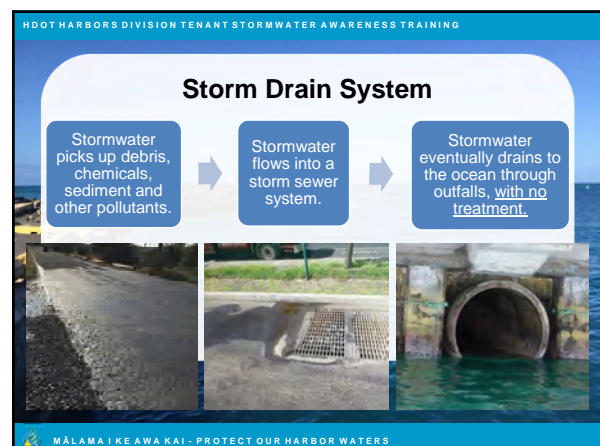 HDOT HARBORS DIVISION TENANT STORMWATER AWARENESS TRAINING
Storm Drain System
Stormwater
picks up debris,
chemicals,
sediment and
other pollutants.
Stormwater
flows into a
storm sewer
system.
Stormwater
eventually drains to
the ocean through
outfalls, with no
treatment.
MĀLAMA I KE AWA KAI - PROTECT OUR HARBOR WATERS